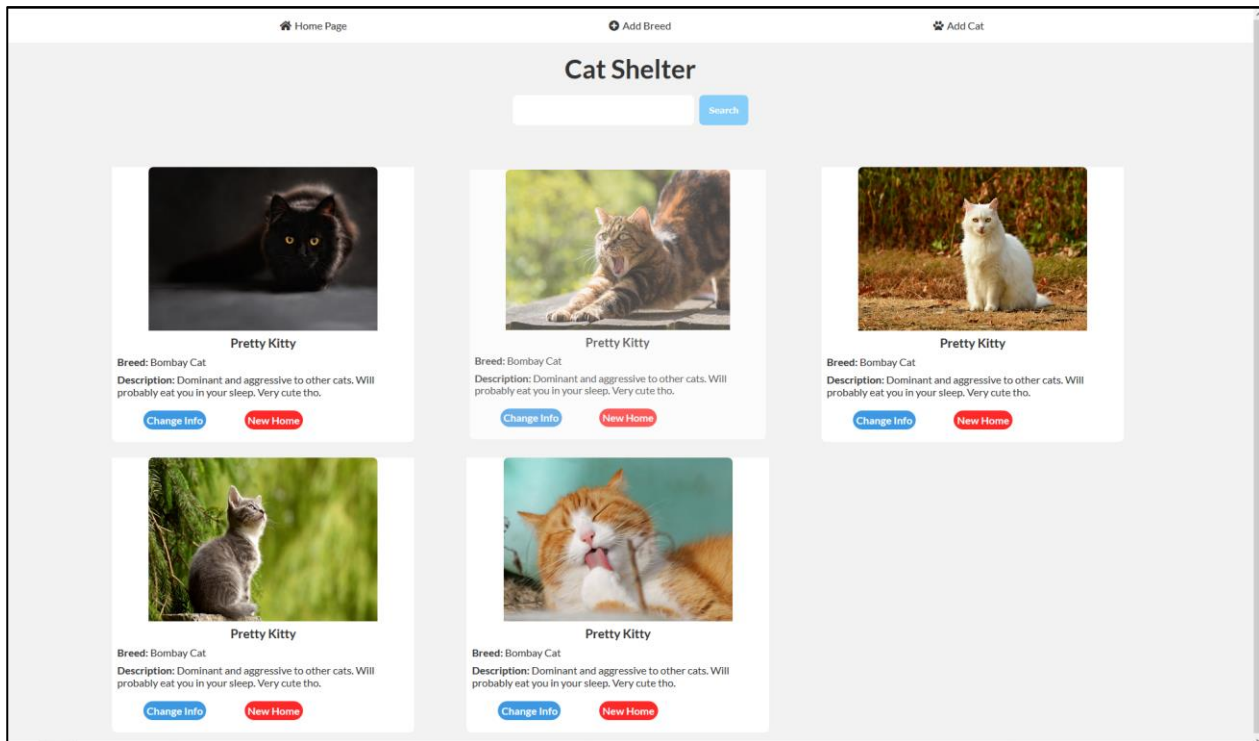 Home Page
Add Breed
Add Cat
Cat Shelter
Search
Pretty Kitty
Breed: Bombay Cat
Description: Dominant and aggressive to other cats. Will
probably eat you in your sleep. Very cute tho.
Change Info
New Home
Pretty Kitty
Breed: Bombay Cat
Description: Dominant and aggressive to other cats. Will
probably eat you in your sleep. Very cute tho.
Change Info
New Home
Pretty Kitty
Breed: Bombay Cat
Description: Dominant and aggressive to other cats. Will
probably eat you in your sleep. Very cute tho.
Change Info
New Home
Pretty Kitty
Breed: Bombay Cat
Description: Dominant and aggressive to other cats. Will
probably eat you in your sleep. Very cute tho.
Change Info
New Home
Pretty Kitty
Breed: Bombay Cat
Description: Dominant and aggressive to other cats. Will
probably eat you in your sleep. Very cute tho.
Change Info
New Home